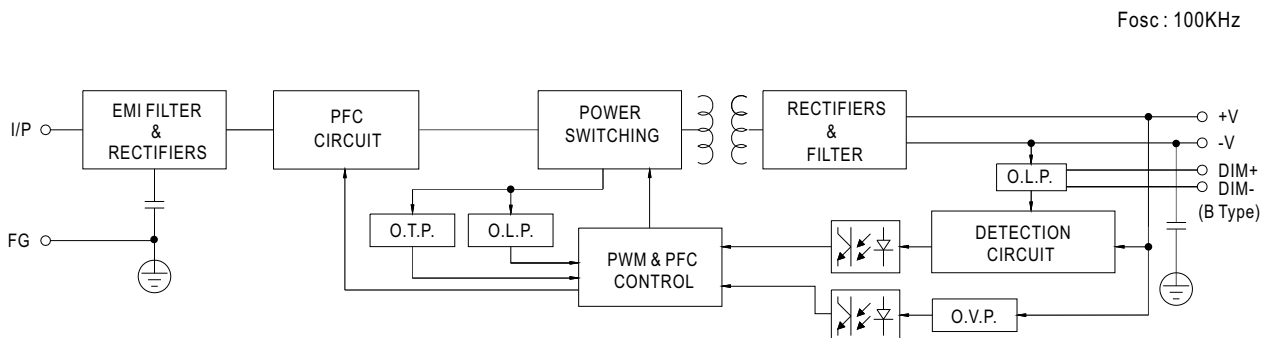 Fosc : 100KHz
I/P
EMI FILTER
&
RECTIFIERS
PFC
CIRCUIT
POWER
SWITCHING
RECTIFIERS
&
FILTER
+V
-V
DIM+
DIM-
(B Type)
O.L.P.
FG
O.T.P.
O.L.P.
PWM & PFC
CONTROL
DETECTION
CIRCUIT
O.V.P.